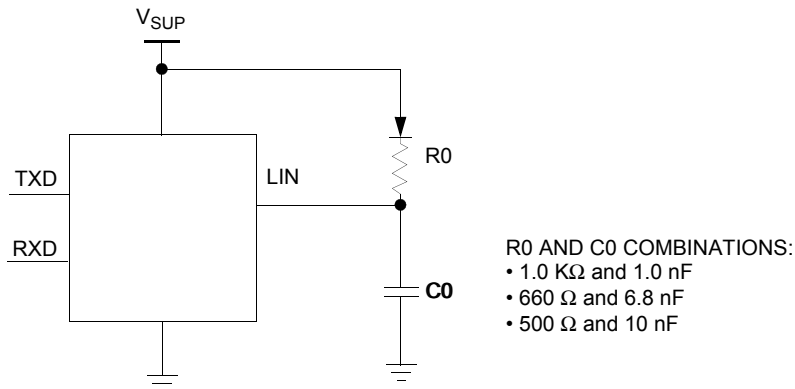 VSUP
TXD
LIN
R0
RXD
C0
R0 AND C0 COMBINATIONS:
• 1.0 KΩ and 1.0 nF
• 660 Ω and 6.8 nF
• 500 Ω and 10 nF